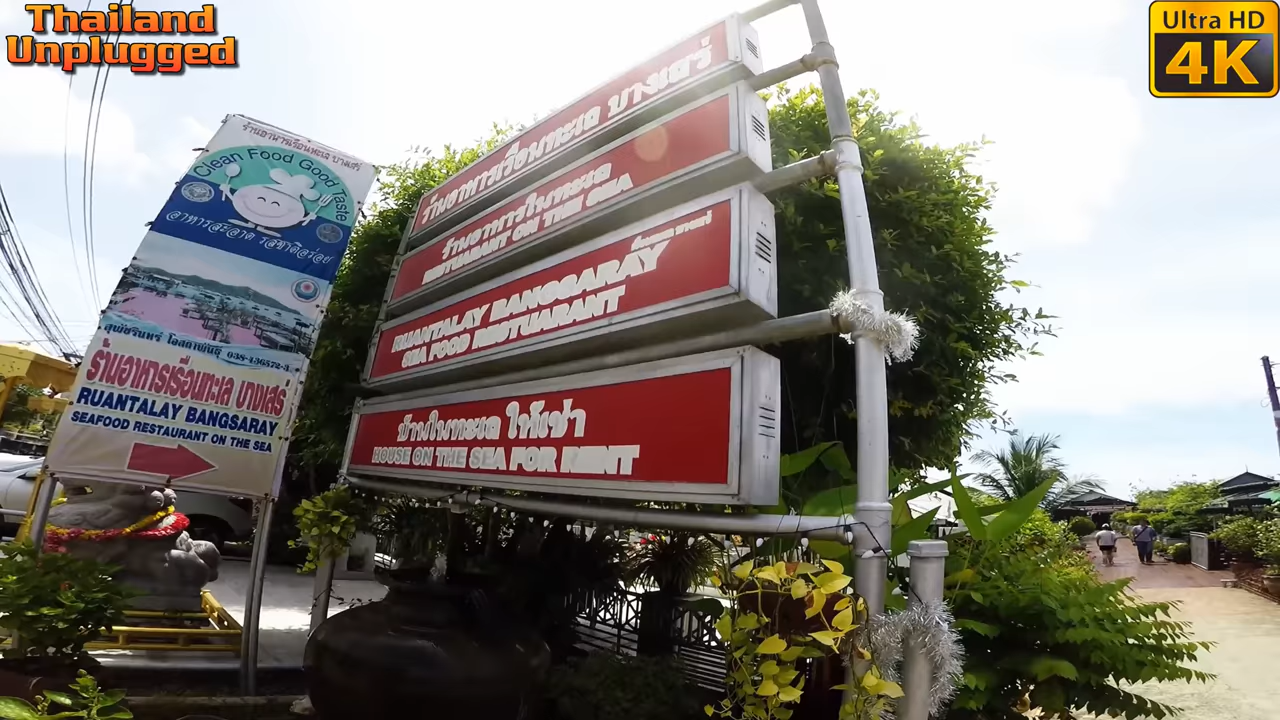 Thailand
Unplugged
Ultra HD
4K
ร้านอาหารเรือนทะเล บางเสร่
Clean Food Good Taste
อาหารสะอาด รสชาติอร่อย
038-436572-3
ร้านอาหารเรือนทะเล บางเสร่
RUANTALAY BANGSARAY
SEAFOOD RESTAURANT ON THE SEA
ร้านอาหารเรือนทะเล บางเสร่
ร้านอาหารในทะเล
RESTUARANT ON THE SEA
RUANTALAY BANGSARAY
SEA FOOD RESTUARANT
บ้านในทะเล ให้เช่า
HOUSE ON THE SEA FOR RENT